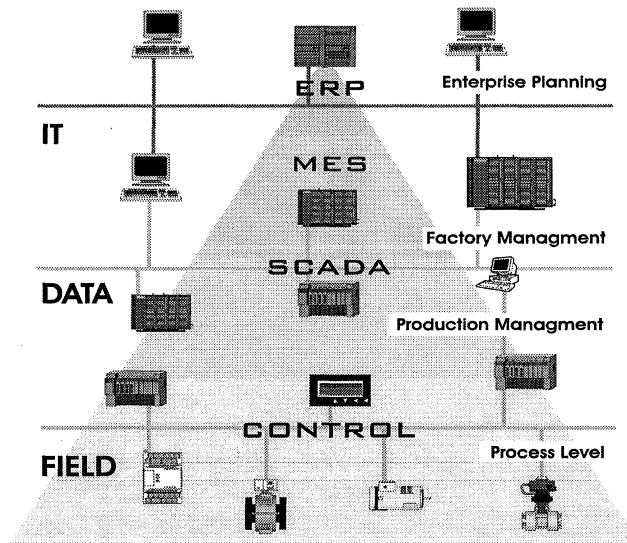 ERP
Enterprise Planning
IT
MES
Factory Managment
SCADA
DATA
Production Managment
CONTROL
FIELD
Process Level